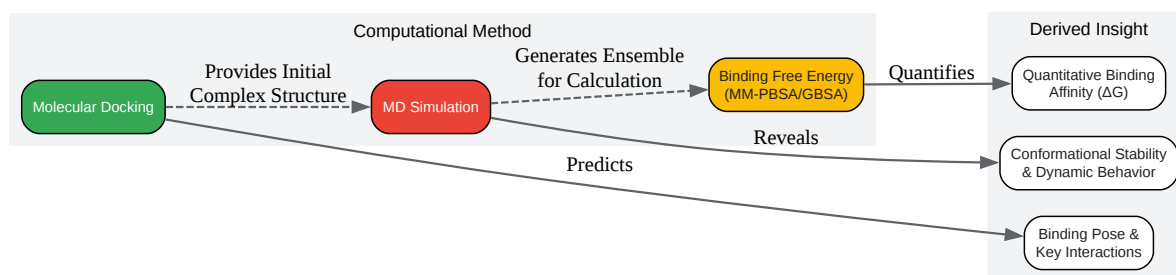 Computational Method
Derived Insight
Molecular Docking
Provides Initial
Complex Structure
MD Simulation
Generates Ensemble
for Calculation
Binding Free Energy
(MM-PBSA/GBSA)
Quantifies
Quantitative Binding
Affinity (ΔG)
Reveals
Conformational Stability
& Dynamic Behavior
Predicts
Binding Pose &
Key Interactions